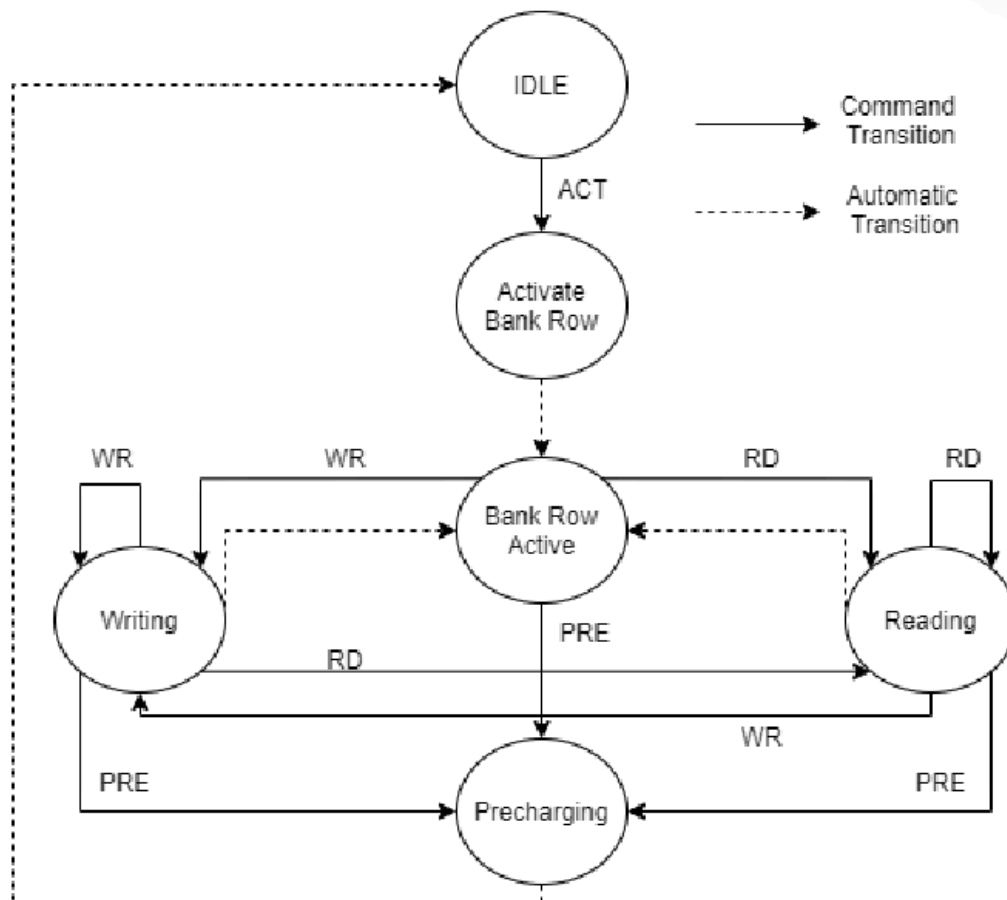 IDLE
Command
Transition
ACT
Automatic
Transition
Activate
Bank Row
WR
WR
RD
RD
Bank Row
Active
Writing
Reading
PRE
RD
WR
PRE
PRE
Precharging